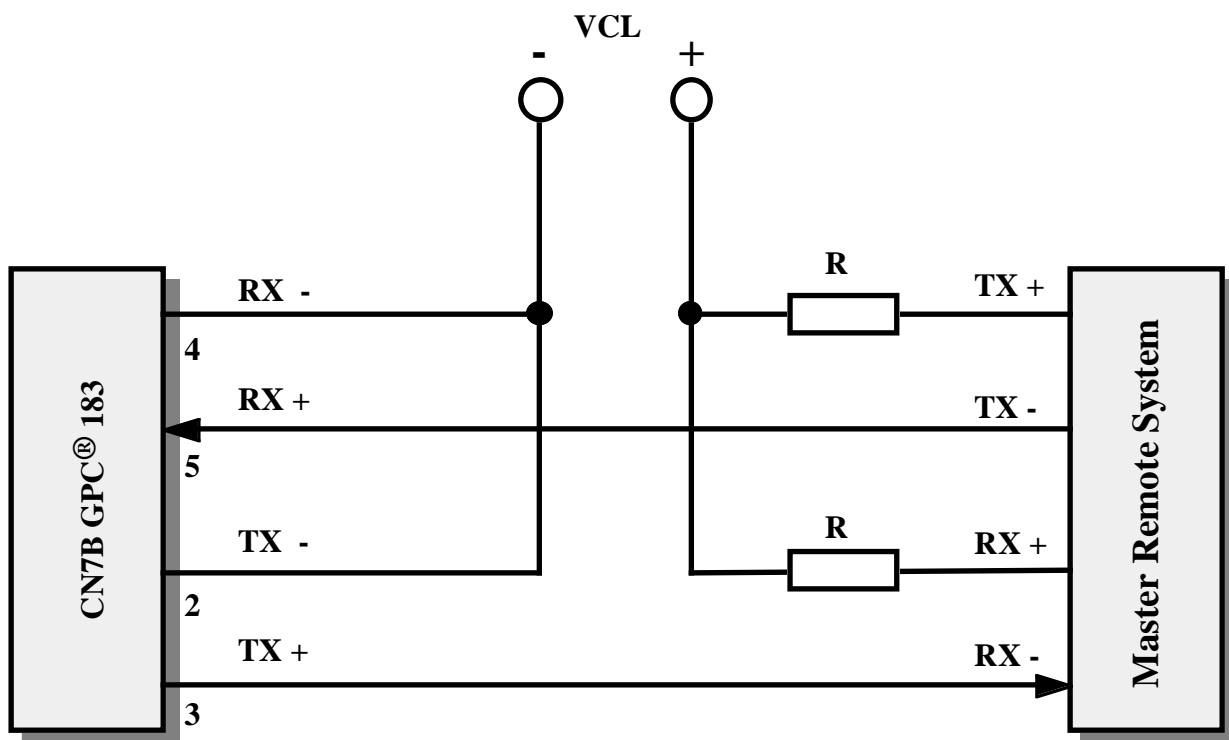 VCL
- +
R
RX - TX +
4
RX + TX -
5
R
TX - RX +
2
TX + RX -
3
CN7B GPC® 183
Master Remote System